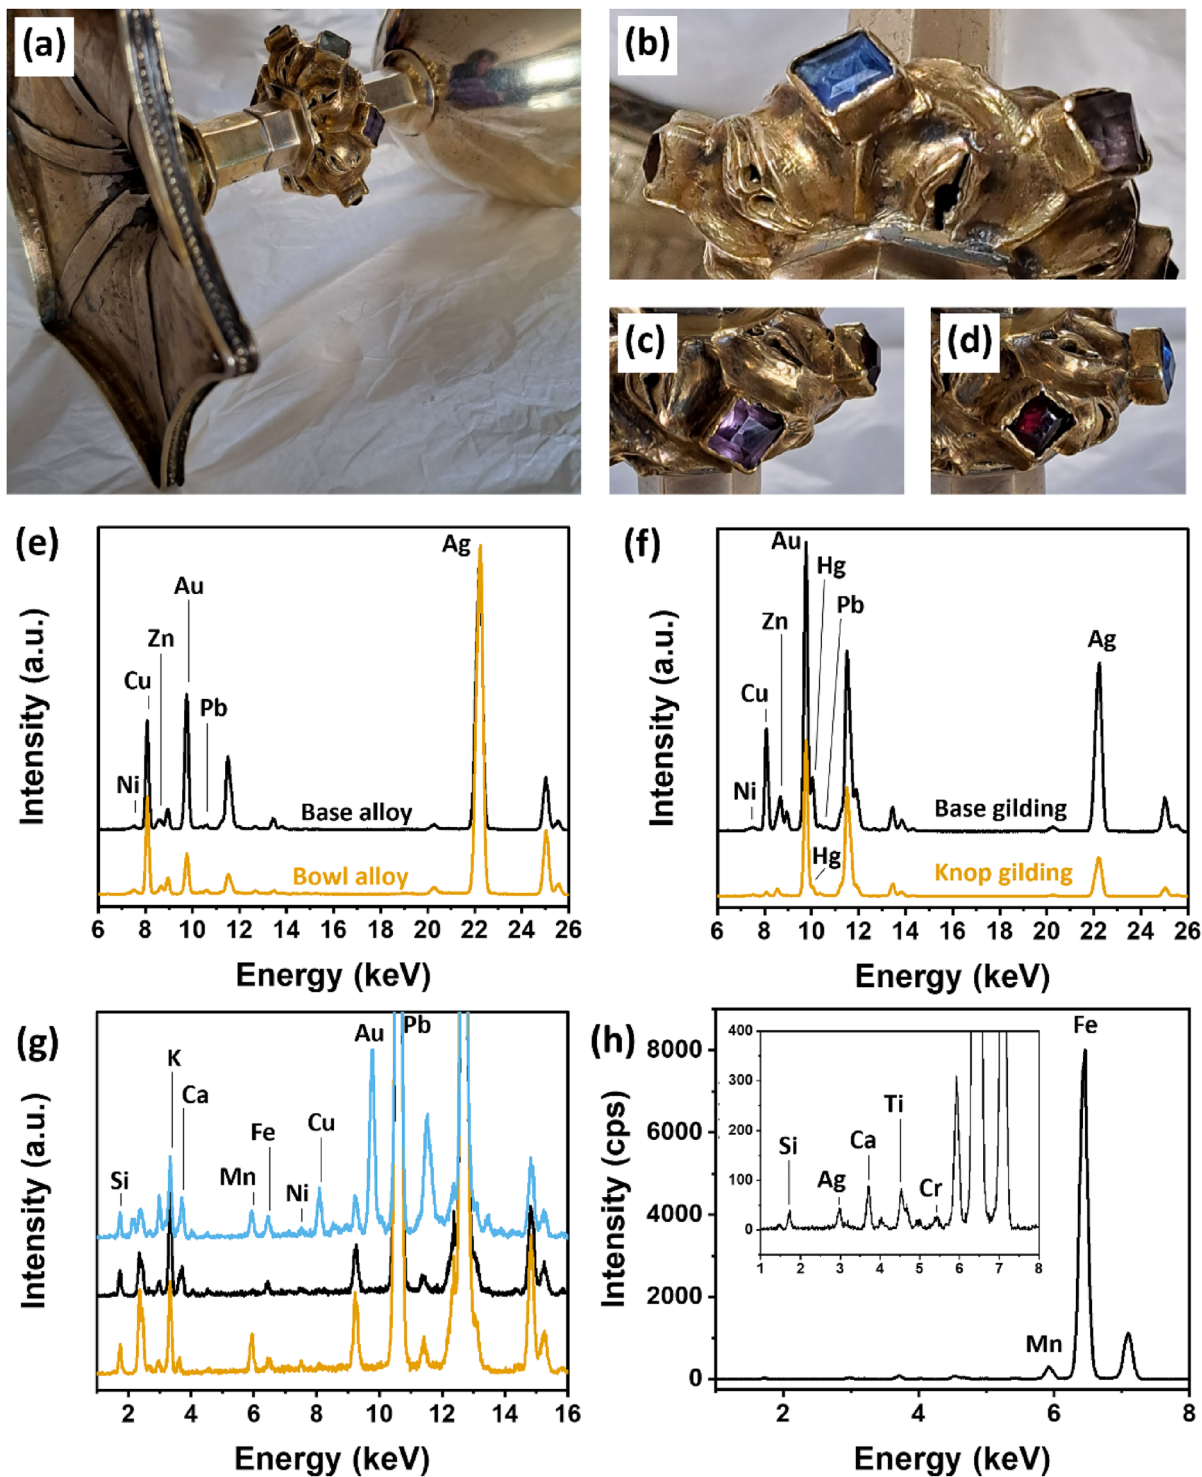 (a)
(b)
(c)
(d)
(e)
Intensity (a.u.)
Ni
Cu
Zn
Au
Pb
Ag
Base alloy
Bowl alloy
6 8 10 12 14 16 18 20 22 24 26
Energy (keV)
(f)
Intensity (a.u.)
Ni
Cu
Zn
Au
Hg
Pb
Ag
Base gilding
Hg
Knop gilding
6 8 10 12 14 16 18 20 22 24 26
Energy (keV)
(g)
Intensity (a.u.)
Si
K
Ca
Mn
Fe
Ni
Cu
Au
Pb
2 4 6 8 10 12 14 16
Energy (keV)
(h)
Intensity (cps)
8000
6000
4000
2000
0
Fe
Mn
400
300
200
100
0
Si
Ag
Ca
Ti
Cr
1 2 3 4 5 6 7 8
2 4 6 8
Energy (keV)